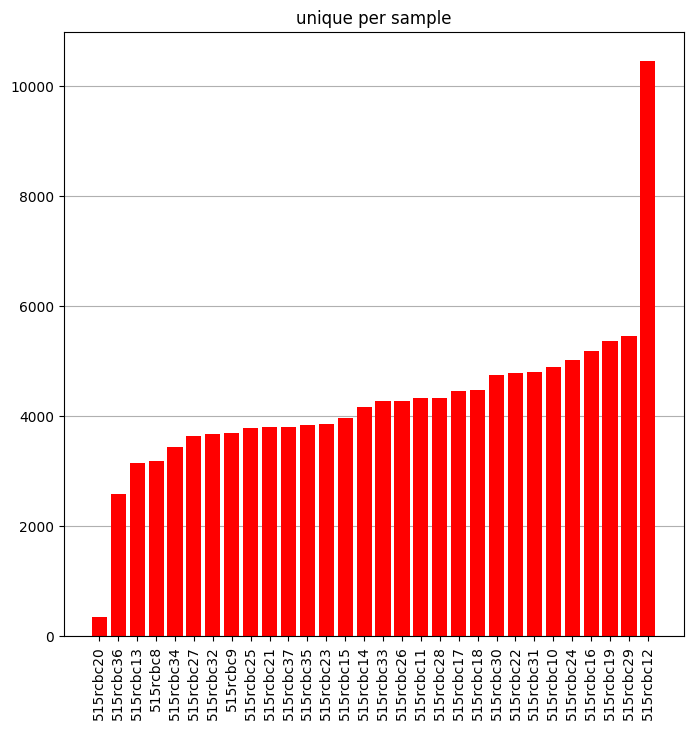 unique per sample
10000
8000
6000
4000
2000
0
515rcbc20
515rcbc36
515rcbc13
515rcbc8
515rcbc34
515rcbc27
515rcbc32
515rcbc9
515rcbc25
515rcbc21
515rcbc37
515rcbc35
515rcbc23
515rcbc15
515rcbc14
515rcbc33
515rcbc26
515rcbc11
515rcbc28
515rcbc17
515rcbc18
515rcbc30
515rcbc22
515rcbc31
515rcbc10
515rcbc24
515rcbc16
515rcbc19
515rcbc29
515rcbc12